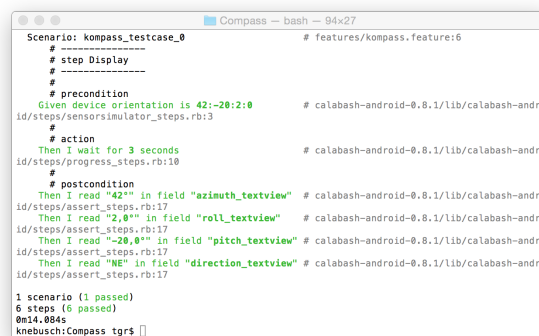 Compass — bash — 94×27
Scenario: kompass_testcase_0 # features/kompass.feature:6
# ---------------
# step Display
# ---------------
#
# precondition
Given device orientation is 42:-20:2:0 # calabash-android-0.8.1/lib/calabash-andr
id/steps/sensorsimulator_steps.rb:3
#
# action
Then I wait for 3 seconds # calabash-android-0.8.1/lib/calabash-andr
id/steps/progress_steps.rb:10
#
# postcondition
Then I read "42°" in field "azimuth_textview" # calabash-android-0.8.1/lib/calabash-andr
id/steps/assert_steps.rb:17
Then I read "2,0°" in field "roll_textview" # calabash-android-0.8.1/lib/calabash-andr
id/steps/assert_steps.rb:17
Then I read "-20,0°" in field "pitch_textview" # calabash-android-0.8.1/lib/calabash-andr
id/steps/assert_steps.rb:17
Then I read "NE" in field "direction_textview" # calabash-android-0.8.1/lib/calabash-andr
id/steps/assert_steps.rb:17
1 scenario (1 passed)
6 steps (6 passed)
0m14.084s
knebusch:Compass tgr$